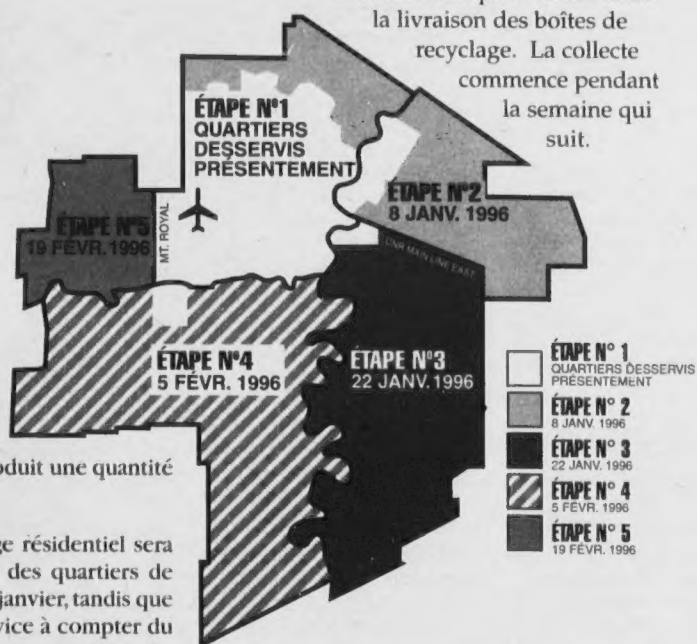 la livraison des boîtes de
recyclage. La collecte
commence pendant
la semaine qui
suit.
ÉTAPE N°1
QUARTIERS
DESSERVIS
PRÉSENTEMENT
ÉTAPE N°2
8 JANV. 1996
ÉTAPE N°5
19 FÉVR. 1996
MT. ROYAL
CNR MAIN LINE EAST
ÉTAPE N°4
5 FÉVR. 1996
ÉTAPE N°3
22 JANV. 1996
ÉTAPE N° 1
QUARTIERS DESSERVIS
PRÉSENTEMENT
ÉTAPE N° 2
8 JANV. 1996
ÉTAPE N° 3
22 JANV. 1996
ÉTAPE N° 4
5 FÉVR. 1996
ÉTAPE N° 5
19 FÉVR. 1996
oduit une quantité
ge résidentiel sera
des quartiers de
janvier, tandis que
vice à compter du